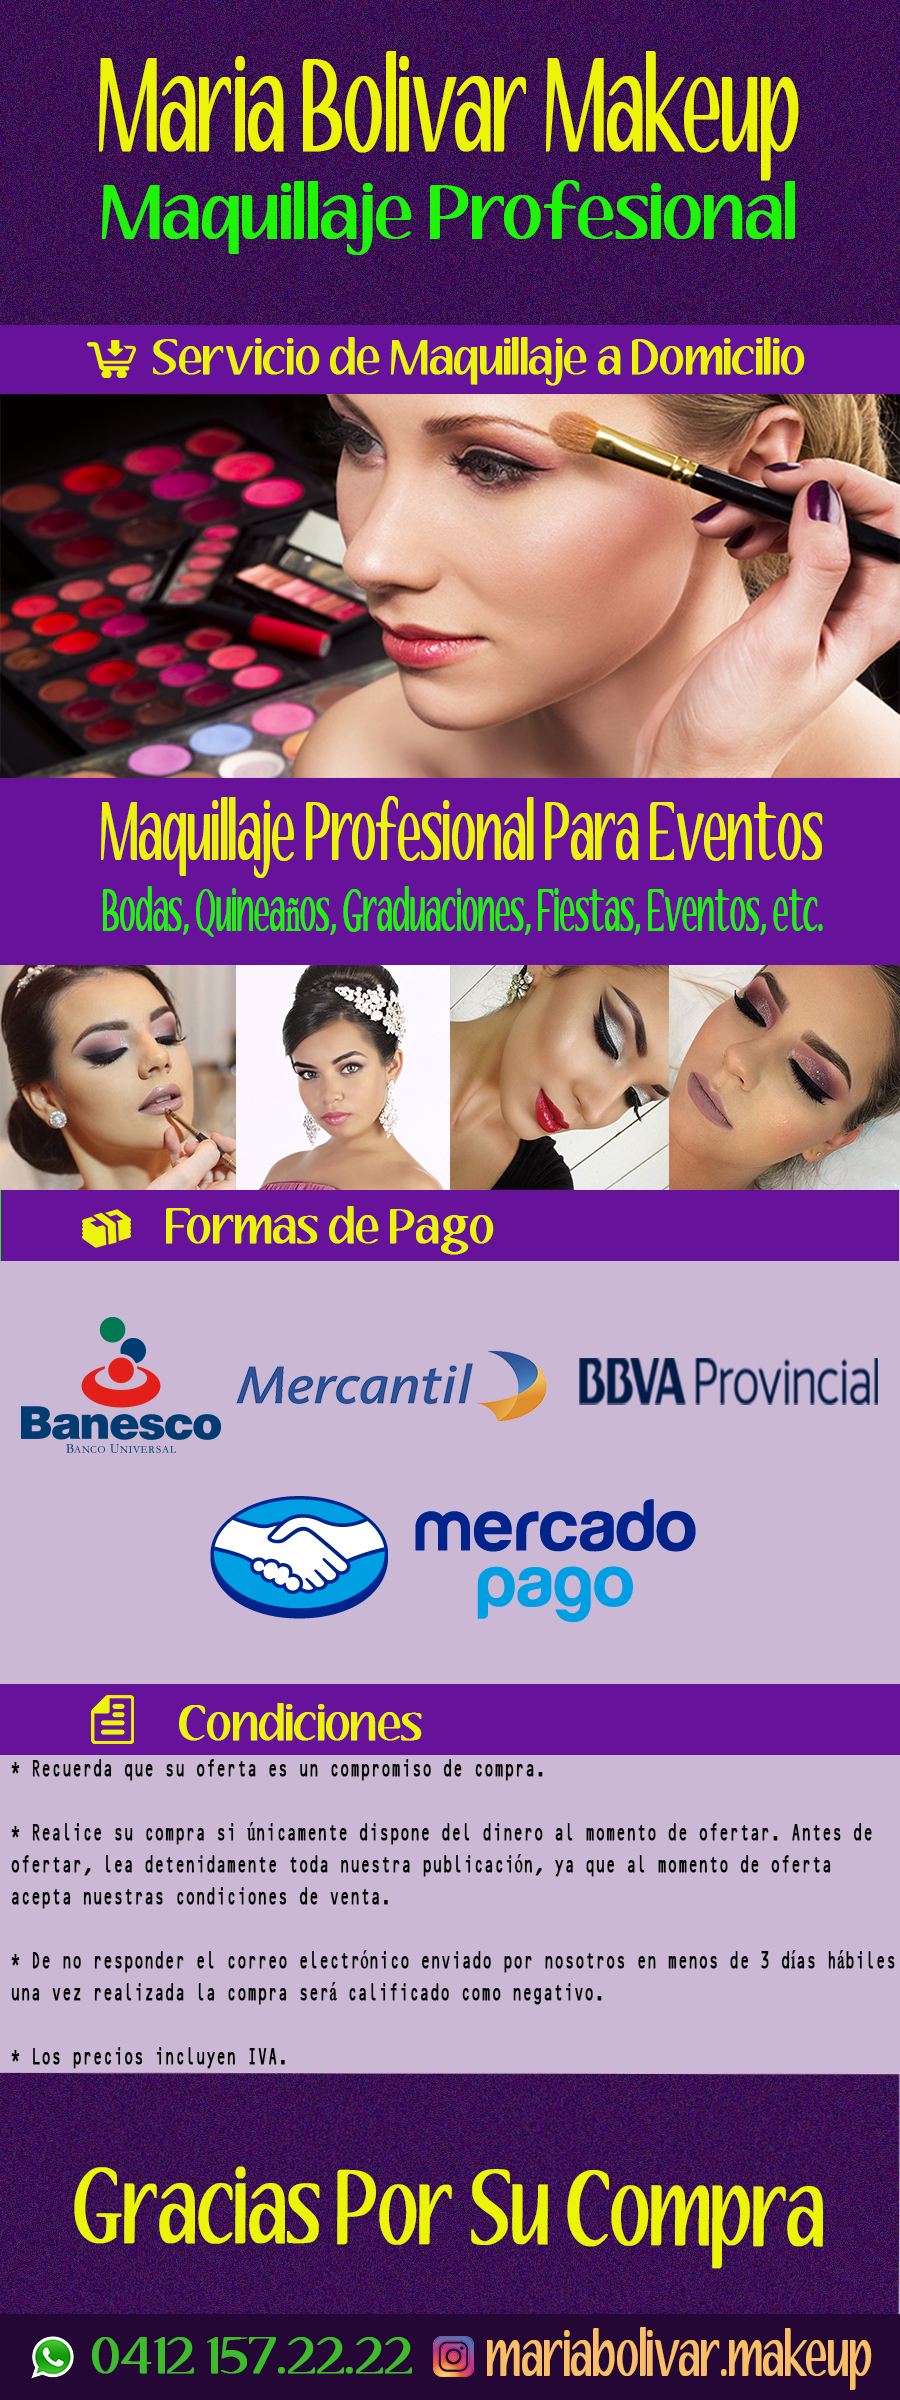 Maria Bolivar Makeup
Maquillaje Profesional
Servicio de Maquillaje a Domicilio
Maquillaje Profesional Para Eventos
Bodas, Quineaños, Graduaciones, Fiestas, Eventos, etc.
Formas de Pago
Banesco
BANCO UNIVERSAL
Mercantil
BBVA Provincial
mercado
pago
Condiciones
* Recuerda que su oferta es un compromiso de compra.
* Realice su compra si únicamente dispone del dinero al momento de ofertar. Antes de
ofertar, lea detenidamente toda nuestra publicación, ya que al momento de oferta
acepta nuestras condiciones de venta.
* De no responder el correo electrónico enviado por nosotros en menos de 3 días hábiles
una vez realizada la compra será calificado como negativo.
* Los precios incluyen IVA.
Gracias Por Su Compra
0412 157.22.22 mariabolivar.makeup